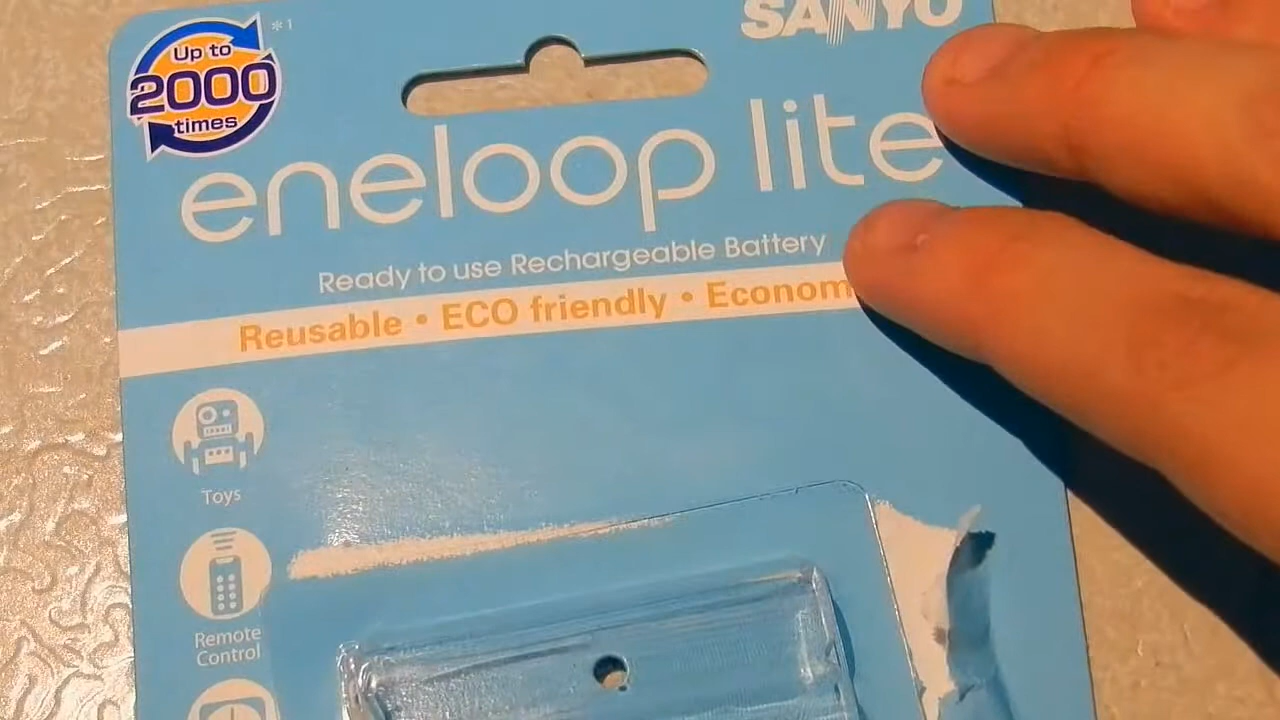 SANYO
Up to
2000
times
*1
eneloop lite
Ready to use Rechargeable Battery
Reusable • ECO friendly • Econom
Toys
Remote
Control